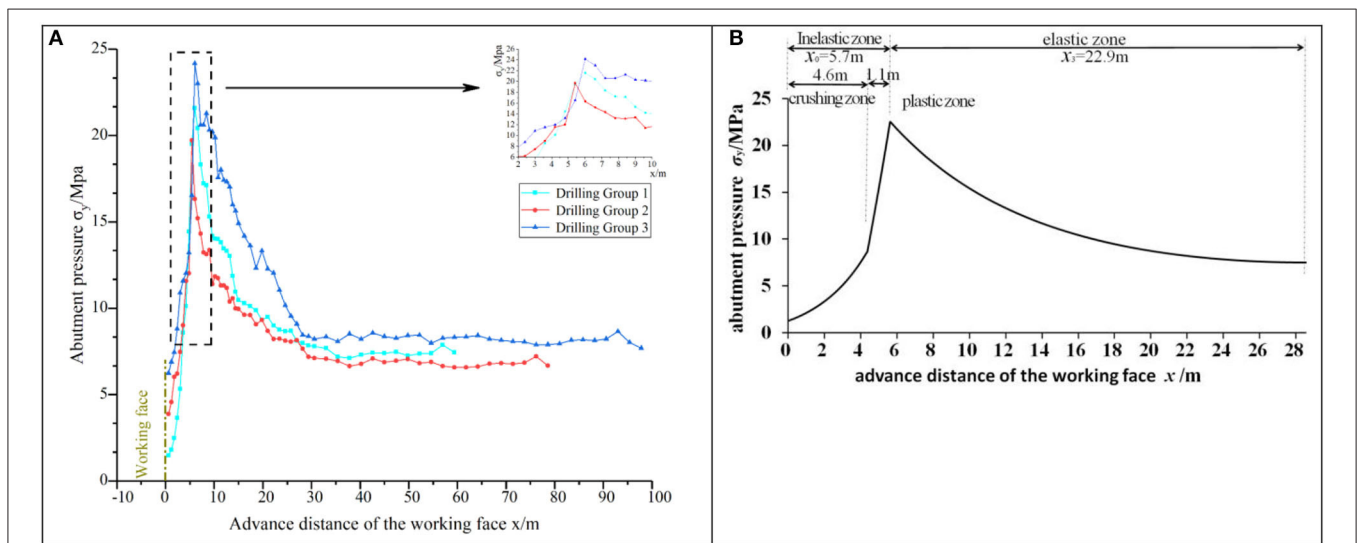 A
25
20
15
10
5
0
Abutment pressure σy/Mpa
Working face
-10 0 10 20 30 40 50 60 70 80 90 100
Advance distance of the working face x/m
σy/Mpa
26
24
22
20
18
16
14
12
10
8
6
2 3 4 5 6 7 8 9 10
x/m
Drilling Group 1
Drilling Group 2
Drilling Group 3
B
Inelastic zone
x₀=5.7m
elastic zone
x₃=22.9m
4.6m
1.1m
crushing zone
plastic zone
25
20
15
10
5
0
abutment pressure σy/MPa
0 2 4 6 8 10 12 14 16 18 20 22 24 26 28
advance distance of the working face x /m